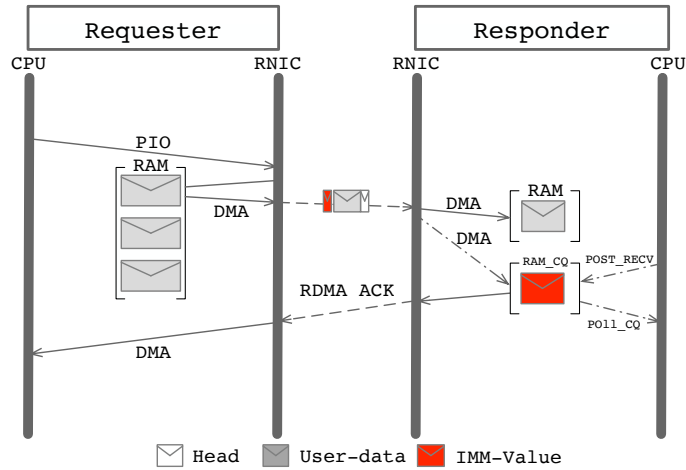 Requester Responder
CPU RNIC RNIC CPU
PIO
RAM
DMA
DMA
RAM
DMA
RAM_CQ
POST_RECV
RDMA ACK
POll_CQ
DMA
Head User-data IMM-Value